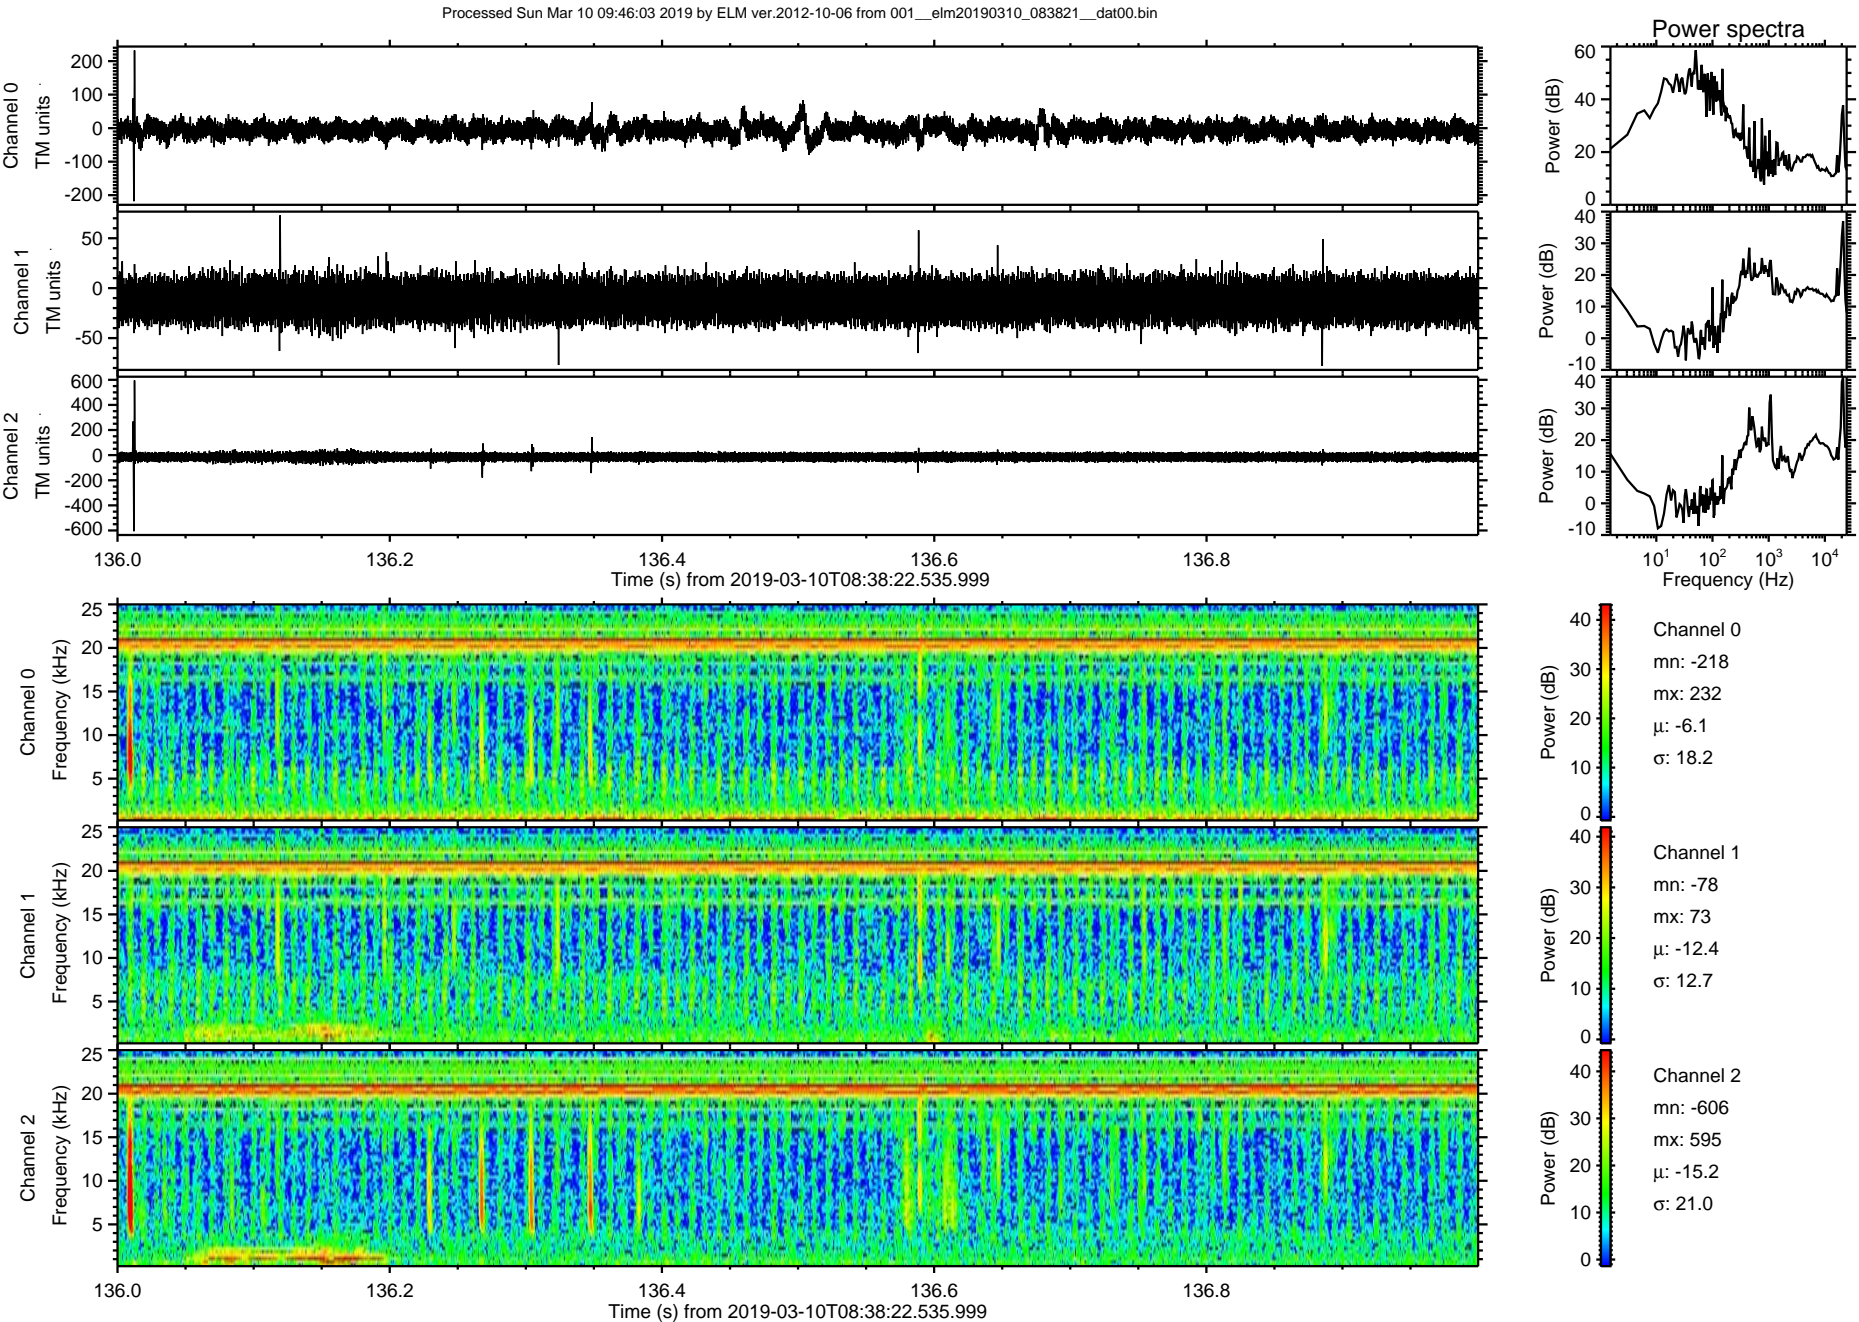 Processed Sun Mar 10 09:46:03 2019 by ELM ver.2012-10-06 from 001__elm20190310_083821__dat00.bin
Power spectra
Channel 0
TM units
200
100
0
-100
-200
Power (dB)
60
40
20
0
Channel 1
TM units
50
0
-50
Power (dB)
40
30
20
10
0
-10
Channel 2
TM units
600
400
200
0
-200
-400
-600
Power (dB)
40
30
20
10
0
-10
136.0 136.2 136.4 136.6 136.8
Time (s) from 2019-03-10T08:38:22.535.999
10¹ 10² 10³ 10⁴
Frequency (Hz)
Channel 0
Frequency (kHz)
25
20
15
10
5
Power (dB)
40
30
20
10
0
Channel 0
mn: -218
mx: 232
μ: -6.1
σ: 18.2
Channel 1
Frequency (kHz)
25
20
15
10
5
Power (dB)
40
30
20
10
0
Channel 1
mn: -78
mx: 73
μ: -12.4
σ: 12.7
Channel 2
Frequency (kHz)
25
20
15
10
5
Power (dB)
40
30
20
10
0
Channel 2
mn: -606
mx: 595
μ: -15.2
σ: 21.0
136.0 136.2 136.4 136.6 136.8
Time (s) from 2019-03-10T08:38:22.535.999